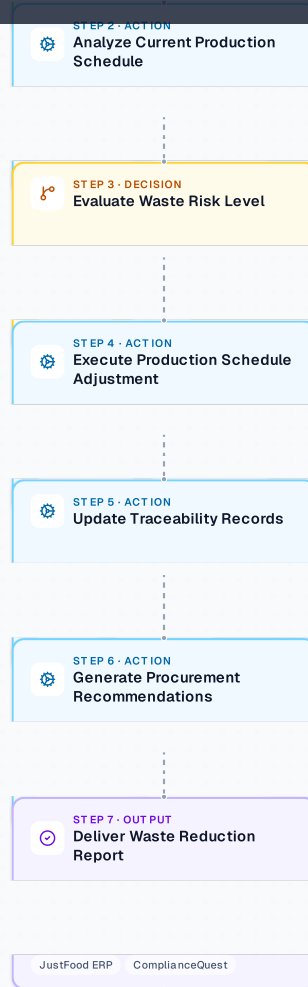 STEP 2 · ACTION
Analyze Current Production
Schedule
STEP 3 · DECISION
Evaluate Waste Risk Level
STEP 4 · ACTION
Execute Production Schedule
Adjustment
STEP 5 · ACTION
Update Traceability Records
STEP 6 · ACTION
Generate Procurement
Recommendations
STEP 7 · OUTPUT
Deliver Waste Reduction
Report
JustFood ERP
ComplianceQuest